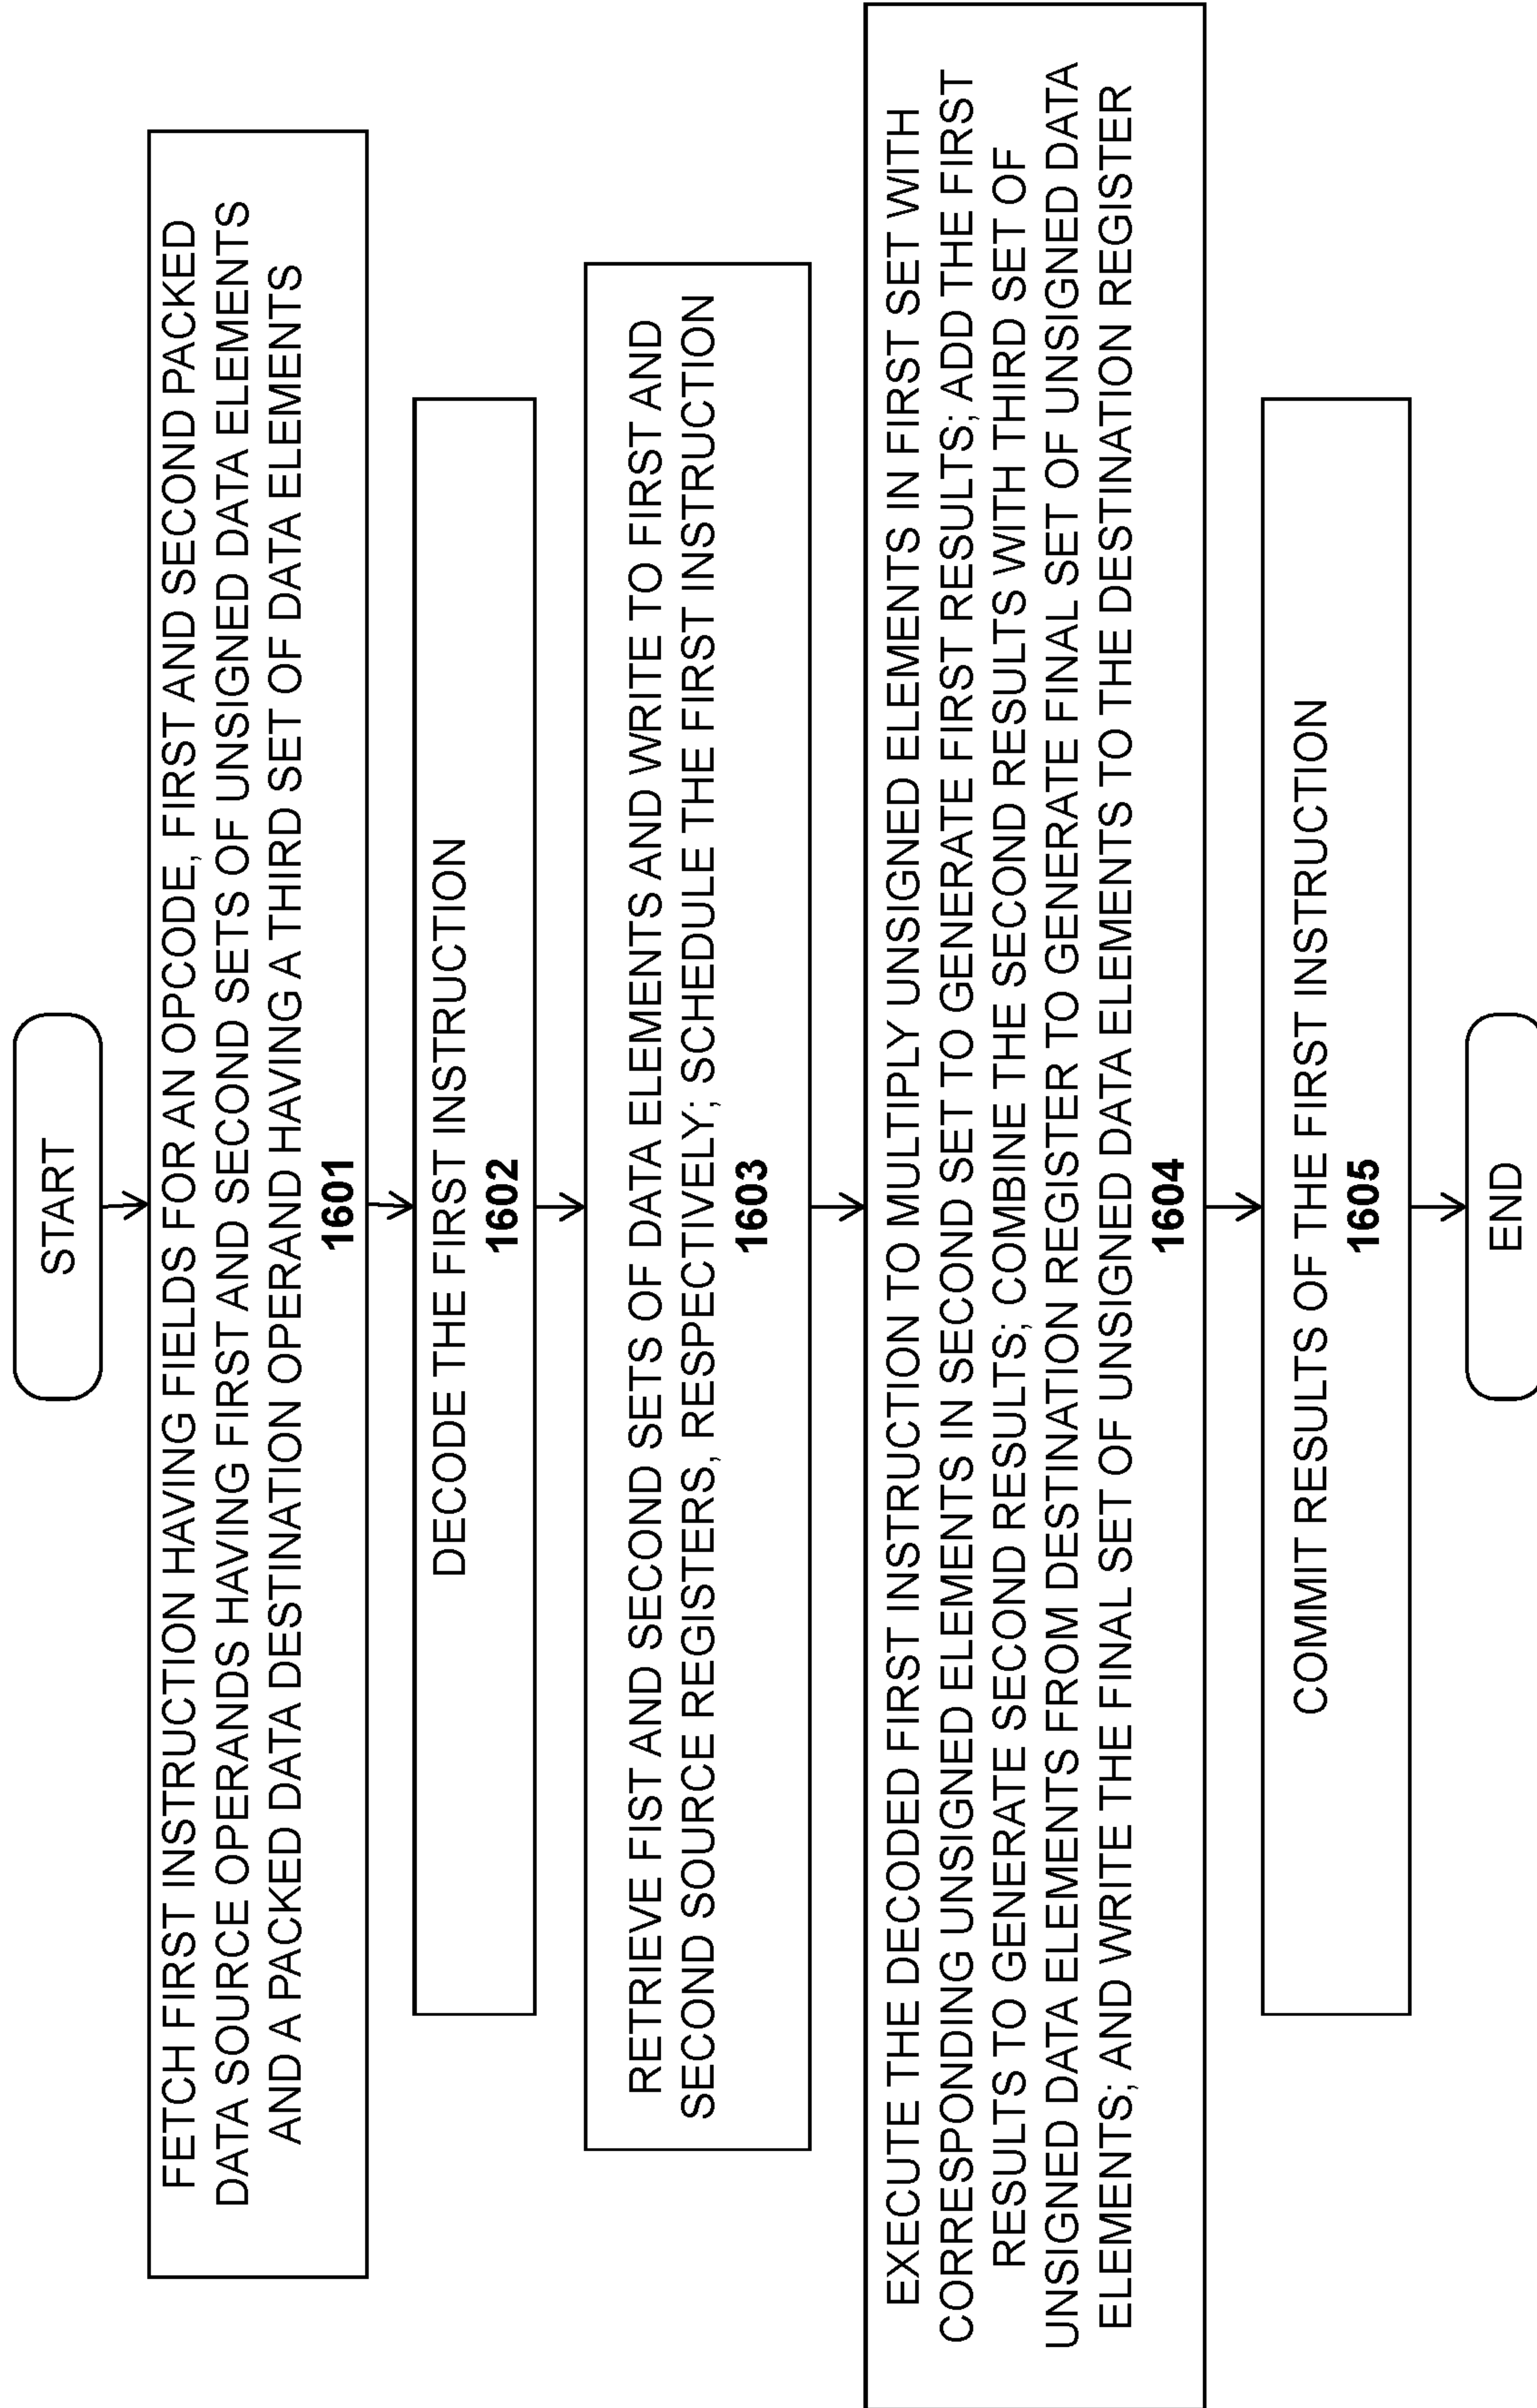 START
FETCH FIRST INSTRUCTION HAVING FIELDS FOR AN OPCODE, FIRST AND SECOND PACKED
DATA SOURCE OPERANDS HAVING FIRST AND SECOND SETS OF UNSIGNED DATA ELEMENTS
AND A PACKED DATA DESTINATION OPERAND HAVING A THIRD SET OF DATA ELEMENTS
1601
DECODE THE FIRST INSTRUCTION
1602
RETRIEVE FIST AND SECOND SETS OF DATA ELEMENTS AND WRITE TO FIRST AND
SECOND SOURCE REGISTERS, RESPECTIVELY; SCHEDULE THE FIRST INSTRUCTION
1603
EXECUTE THE DECODED FIRST INSTRUCTION TO MULTIPLY UNSIGNED ELEMENTS IN FIRST SET WITH
CORRESPONDING UNSIGNED ELEMENTS IN SECOND SET TO GENERATE FIRST RESULTS; ADD THE FIRST
RESULTS TO GENERATE SECOND RESULTS; COMBINE THE SECOND RESULTS WITH THIRD SET OF
UNSIGNED DATA ELEMENTS FROM DESTINATION REGISTER TO GENERATE FINAL SET OF UNSIGNED DATA
ELEMENTS; AND WRITE THE FINAL SET OF UNSIGNED DATA ELEMENTS TO THE DESTINATION REGISTER
1604
COMMIT RESULTS OF THE FIRST INSTRUCTION
1605
END